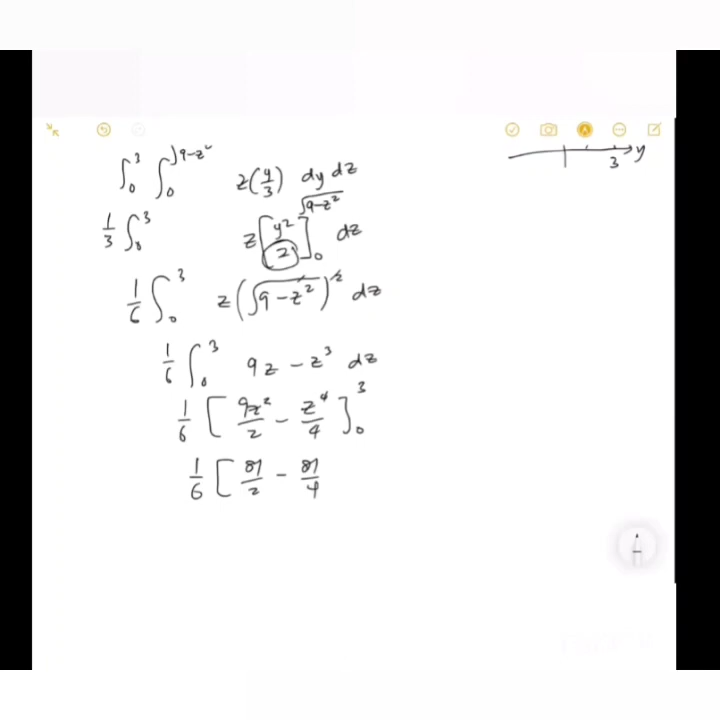 ∫₀³ ∫₀^√(9-z²) z(y/3) dy dz
1/3 ∫₀³ z[y²/2]₀^√(9-z²) dz
1/6 ∫₀³ z(√(9-z²))² dz
1/6 ∫₀³ 9z - z³ dz
1/6 [9z²/2 - z⁴/4]₀³
1/6 [81/2 - 81/4
3 y